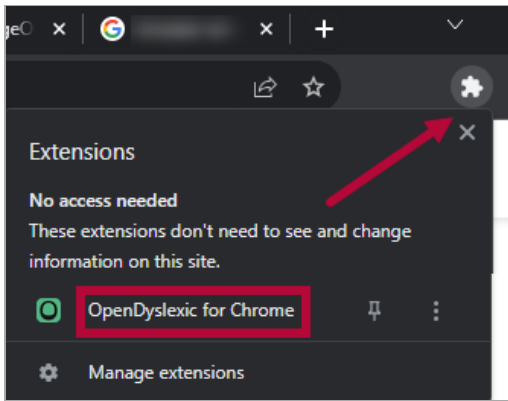 Extensions
No access needed
These extensions don't need to see and change
information on this site.
OpenDyslexic for Chrome
Manage extensions